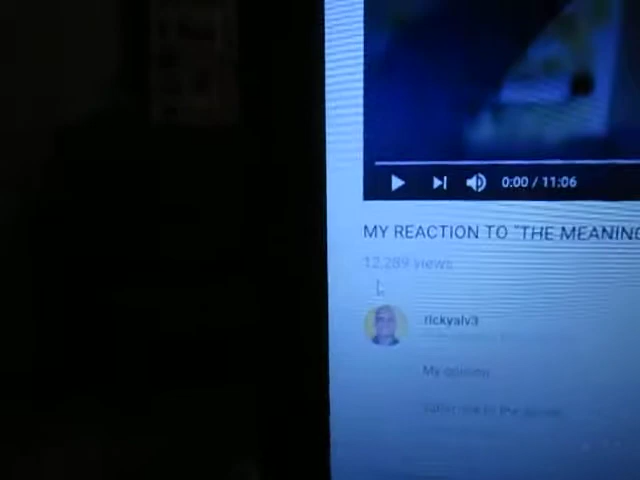 0:00 / 11:06
MY REACTION TO "THE MEANING
12,289 views
rickyalv3
My opinion